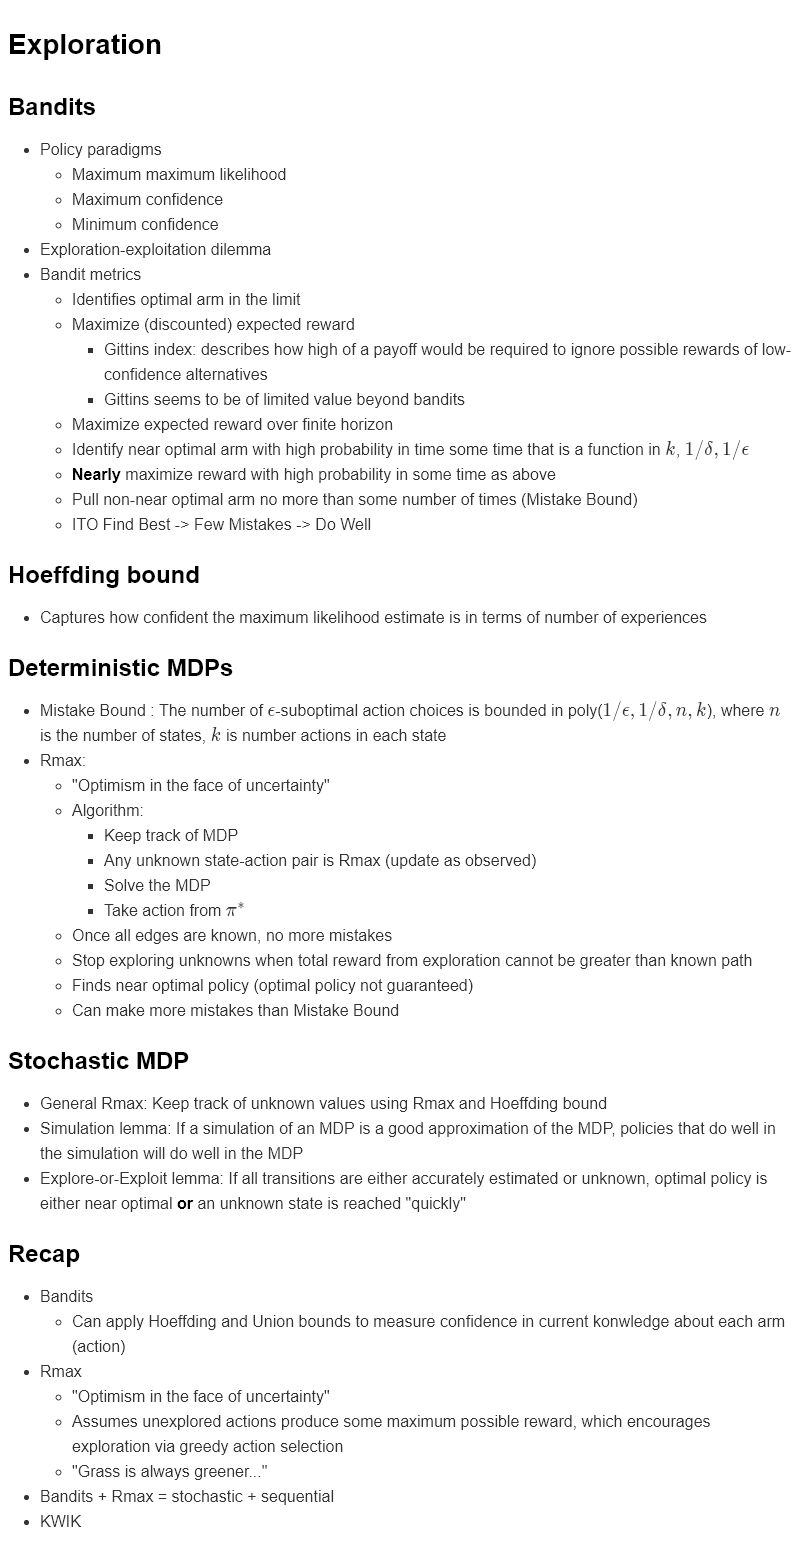 Exploration
Bandits
• Policy paradigms
◦ Maximum maximum likelihood
◦ Maximum confidence
◦ Minimum confidence
• Exploration-exploitation dilemma
• Bandit metrics
◦ Identifies optimal arm in the limit
◦ Maximize (discounted) expected reward
▪ Gittins index: describes how high of a payoff would be required to ignore possible rewards of low-
confidence alternatives
▪ Gittins seems to be of limited value beyond bandits
◦ Maximize expected reward over finite horizon
◦ Identify near optimal arm with high probability in time some time that is a function in k, 1/δ, 1/ϵ
◦ Nearly maximize reward with high probability in some time as above
◦ Pull non-near optimal arm no more than some number of times (Mistake Bound)
◦ ITO Find Best -> Few Mistakes -> Do Well
Hoeffding bound
• Captures how confident the maximum likelihood estimate is in terms of number of experiences
Deterministic MDPs
• Mistake Bound : The number of ϵ-suboptimal action choices is bounded in poly(1/ϵ, 1/δ, n, k), where n
is the number of states, k is number actions in each state
• Rmax:
◦ "Optimism in the face of uncertainty"
◦ Algorithm:
▪ Keep track of MDP
▪ Any unknown state-action pair is Rmax (update as observed)
▪ Solve the MDP
▪ Take action from π*
◦ Once all edges are known, no more mistakes
◦ Stop exploring unknowns when total reward from exploration cannot be greater than known path
◦ Finds near optimal policy (optimal policy not guaranteed)
◦ Can make more mistakes than Mistake Bound
Stochastic MDP
• General Rmax: Keep track of unknown values using Rmax and Hoeffding bound
• Simulation lemma: If a simulation of an MDP is a good approximation of the MDP, policies that do well in
the simulation will do well in the MDP
• Explore-or-Exploit lemma: If all transitions are either accurately estimated or unknown, optimal policy is
either near optimal or an unknown state is reached "quickly"
Recap
• Bandits
◦ Can apply Hoeffding and Union bounds to measure confidence in current konwledge about each arm
(action)
• Rmax
◦ "Optimism in the face of uncertainty"
◦ Assumes unexplored actions produce some maximum possible reward, which encourages
exploration via greedy action selection
◦ "Grass is always greener..."
• Bandits + Rmax = stochastic + sequential
• KWIK